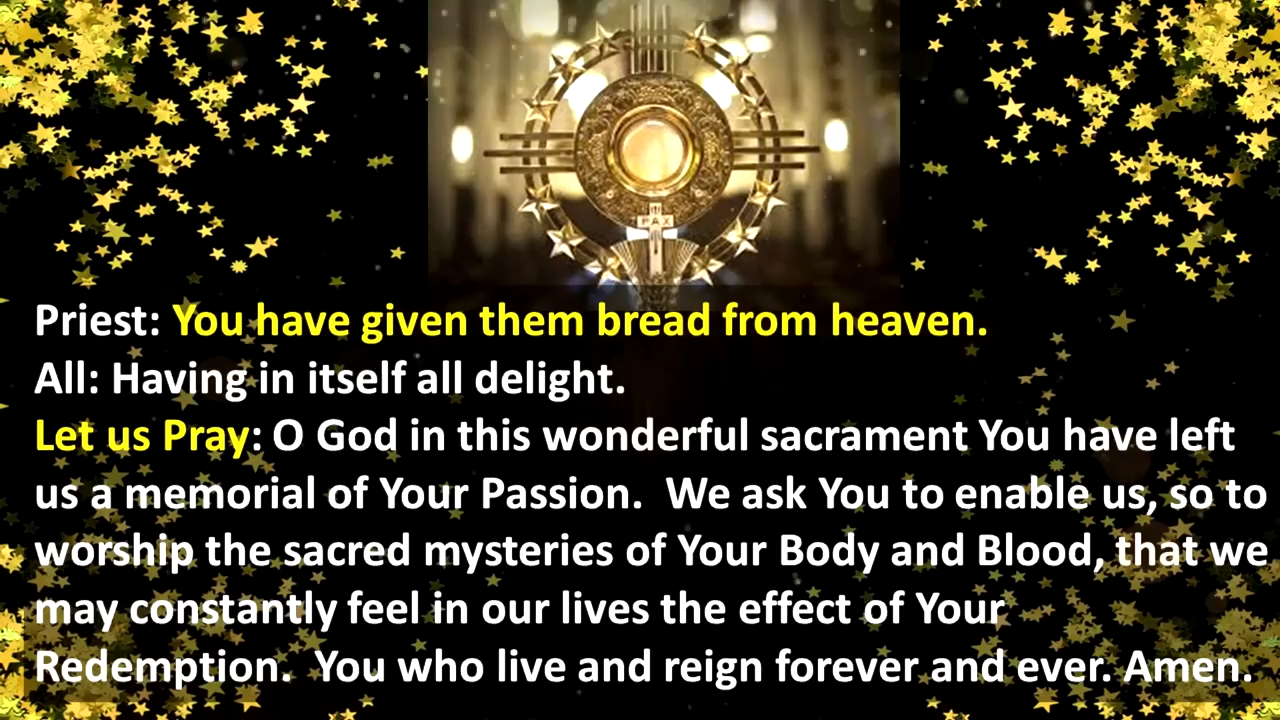 PAX
Priest: You have given them bread from heaven.
All: Having in itself all delight.
Let us Pray: O God in this wonderful sacrament You have left
us a memorial of Your Passion.  We ask You to enable us, so to
worship the sacred mysteries of Your Body and Blood, that we
may constantly feel in our lives the effect of Your
Redemption.  You who live and reign forever and ever. Amen.